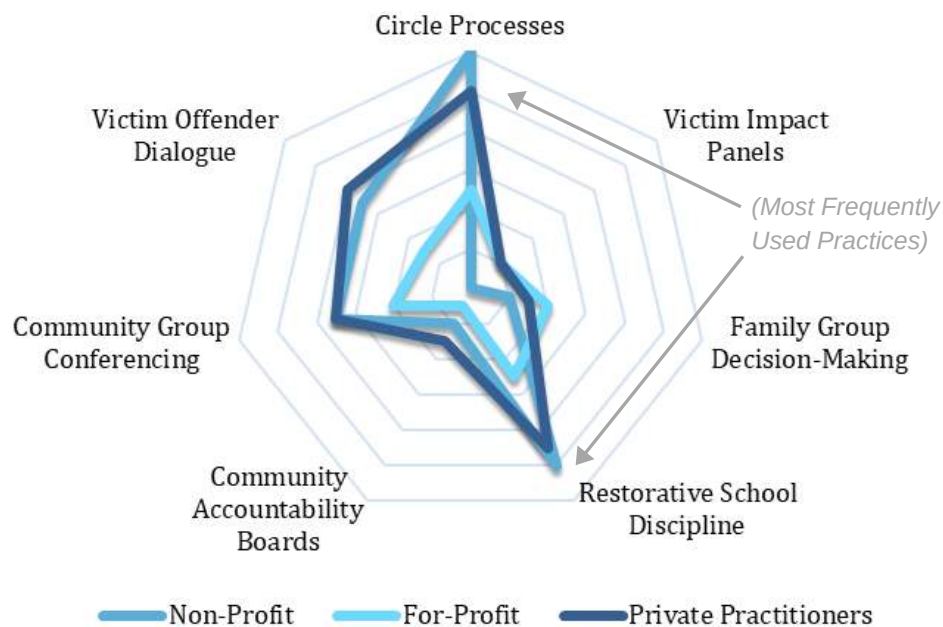 Circle Processes
Victim Offender
Dialogue
Victim Impact
Panels
(Most Frequently
Used Practices)
Community Group
Conferencing
Family Group
Decision-Making
Community
Accountability
Boards
Restorative School
Discipline
Non-Profit
For-Profit
Private Practitioners